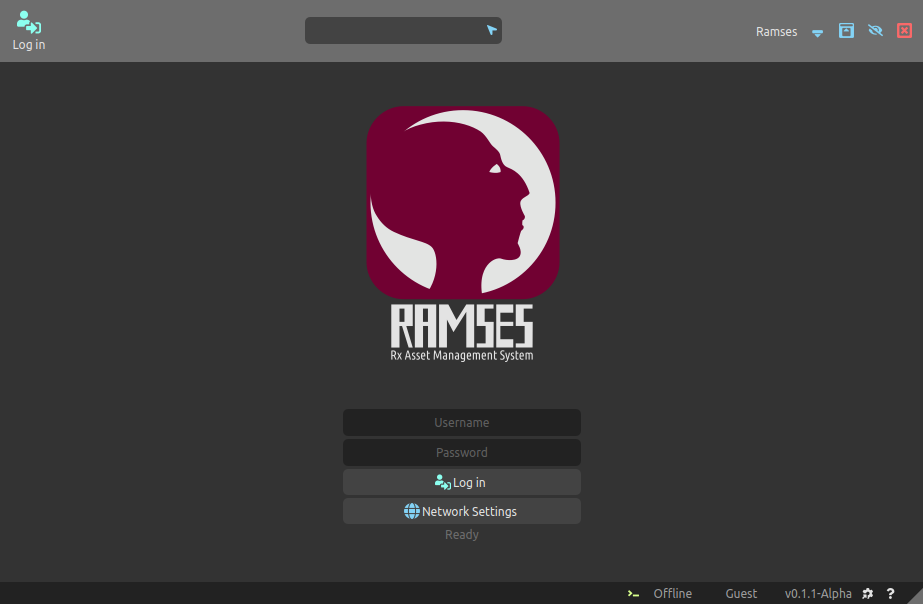 Log in
Ramses
RAMSES
Rx Asset Management System
Username
Password
Log in
Network Settings
Ready
Offline Guest v0.1.1-Alpha ?